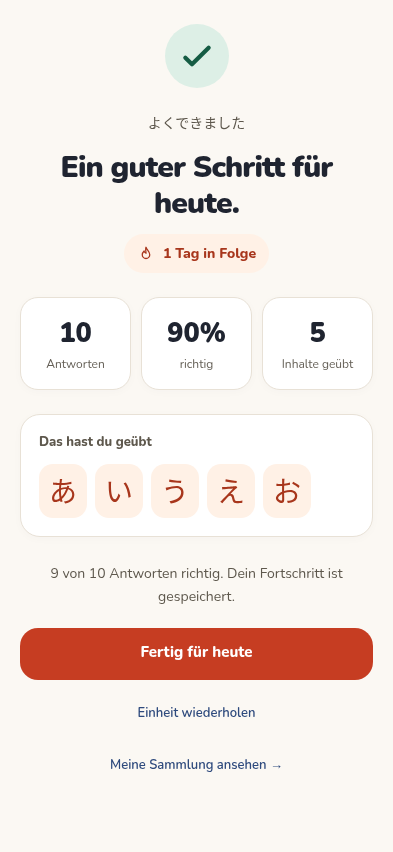 よくできました
Ein guter Schritt für
heute.
1 Tag in Folge
10
Antworten
90%
richtig
5
Inhalte geübt
Das hast du geübt
あ い う え お
9 von 10 Antworten richtig. Dein Fortschritt ist
gespeichert.
Fertig für heute
Einheit wiederholen
Meine Sammlung ansehen →